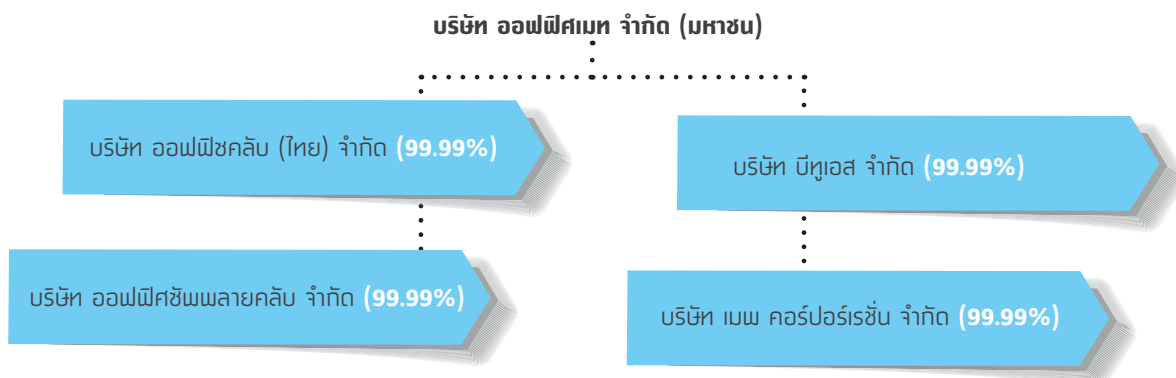 บริษัท ออฟฟิศเมท จำกัด (มหาชน)
บริษัท ออฟฟิซคลับ (ไทย) จำกัด (99.99%)
บริษัท บีทูเอส จำกัด (99.99%)
บริษัท ออฟฟิศซัพพลายคลับ จำกัด (99.99%)
บริษัท เมพ คอร์ปอร์เรชั่น จำกัด (99.99%)